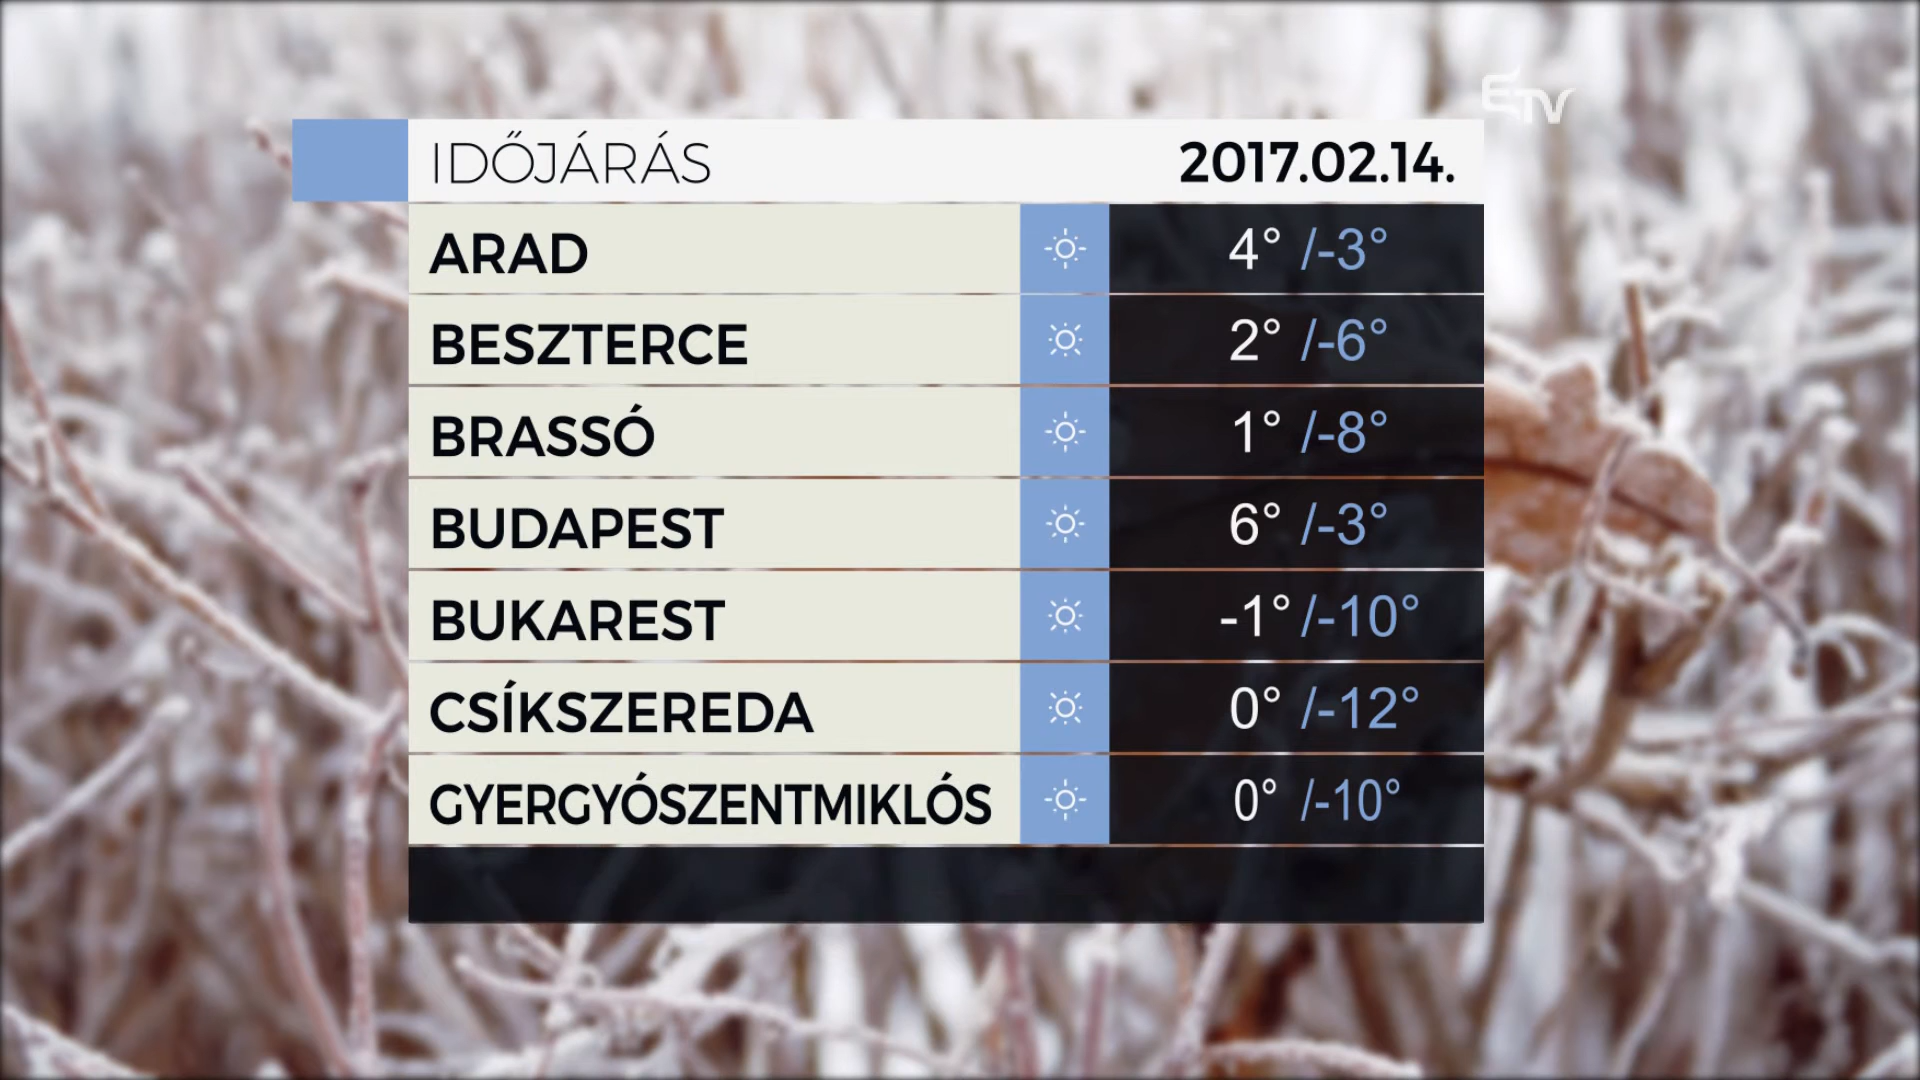 ETV
IDŐJÁRÁS 2017.02.14.
ARAD 4° /-3°
BESZTERCE 2° /-6°
BRASSÓ 1° /-8°
BUDAPEST 6° /-3°
BUKAREST -1° /-10°
CSÍKSZEREDA 0° /-12°
GYERGYÓSZENTMIKLÓS 0° /-10°